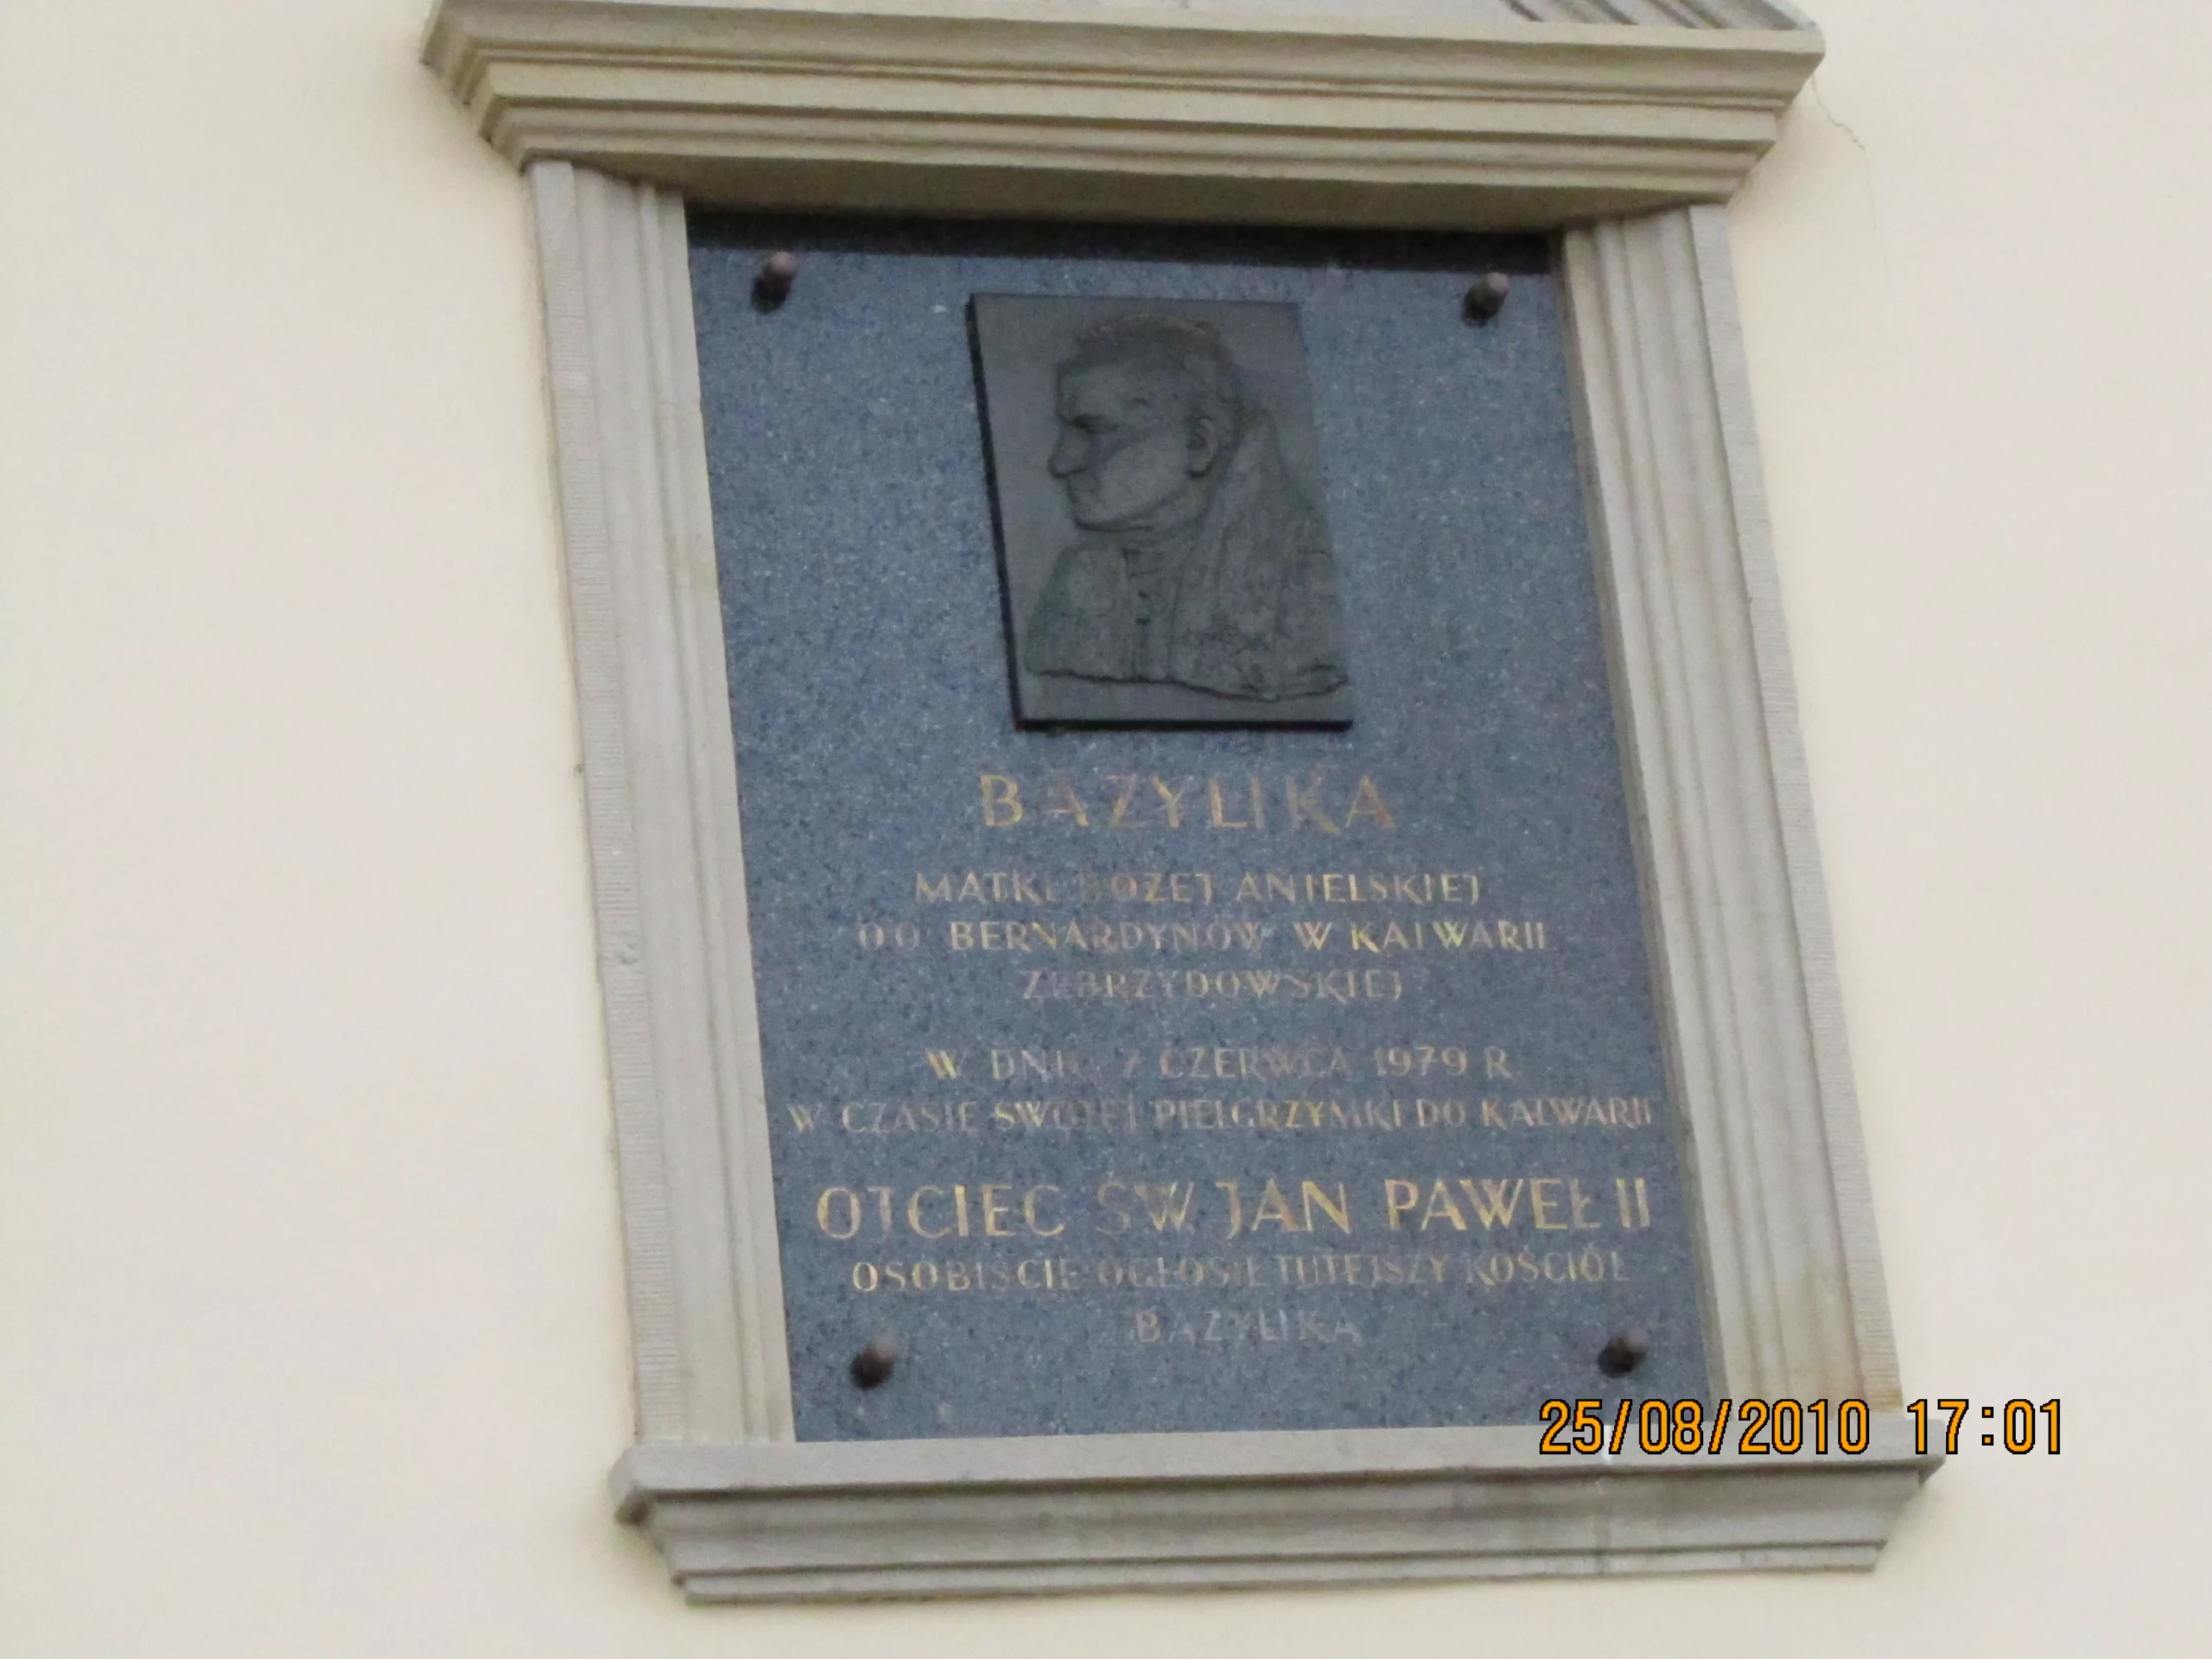 BAZYLIKA
MATKI BOŻEJ ANIELSKIEJ
OO BERNARDYNÓW W KALWARII
ZEBRZYDOWSKIEJ
W DNIU 7 CZERWCA 1979 R.
W CZASIE SWOJEJ PIELGRZYMKI DO KALWARII
OJCIEC ŚW JAN PAWEŁ II
OSOBIŚCIE OGŁOSIŁ TUTEJSZY KOŚCIÓŁ
BAZYLIKĄ
25/08/2010 17:01